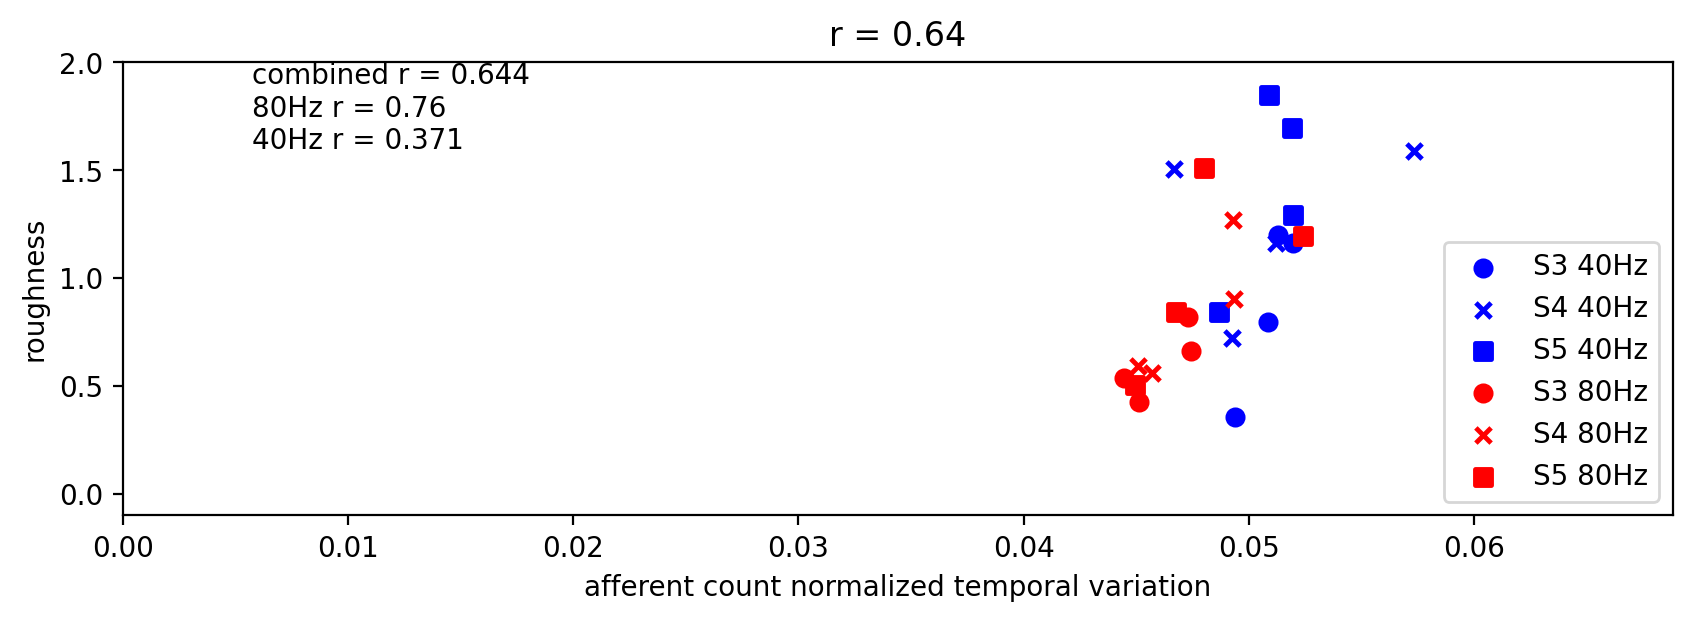 r = 0.64
combined r = 0.644
80Hz r = 0.76
40Hz r = 0.371
2.0
1.5
1.0
0.5
0.0
roughness
S3 40Hz
S4 40Hz
S5 40Hz
S3 80Hz
S4 80Hz
S5 80Hz
0.00 0.01 0.02 0.03 0.04 0.05 0.06
afferent count normalized temporal variation